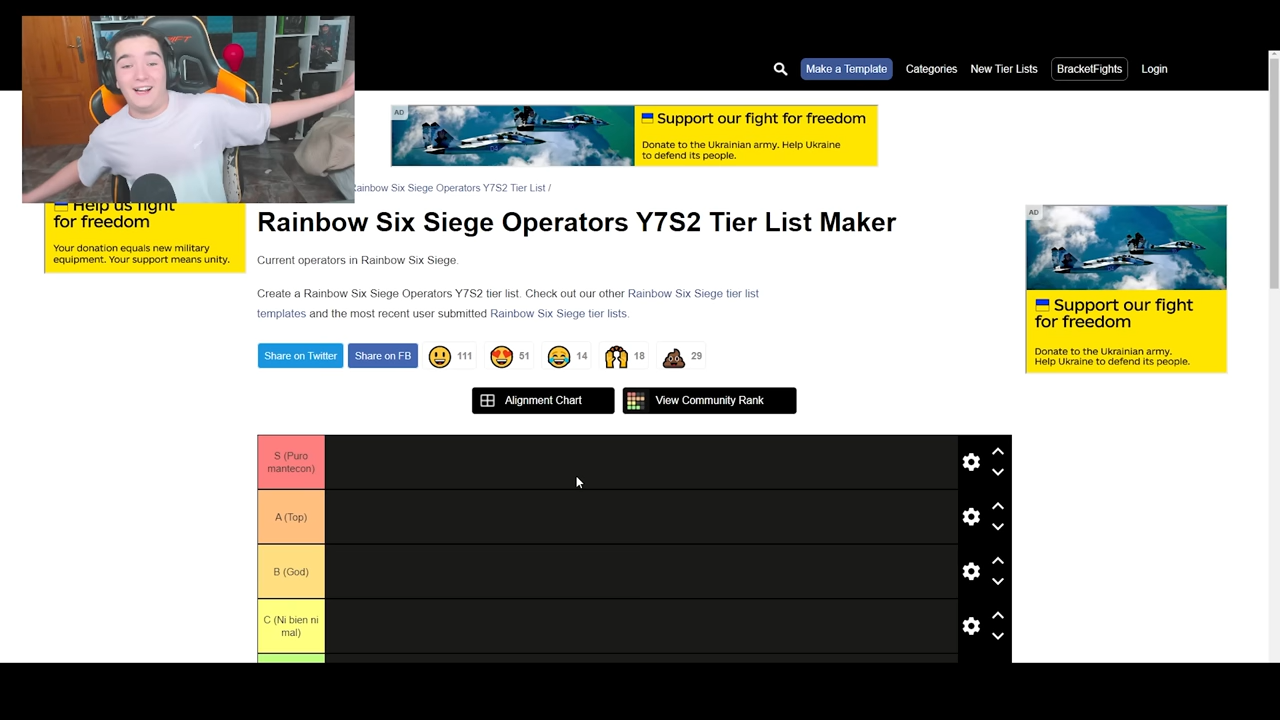 Make a Template
Categories
New Tier Lists
BracketFights
Login
AD
Support our fight for freedom
Donate to the Ukrainian army. Help Ukraine
to defend its people.
Rainbow Six Siege Operators Y7S2 Tier List /
Help us fight
for freedom
Your donation equals new military
equipment. Your support means unity.
Rainbow Six Siege Operators Y7S2 Tier List Maker
Current operators in Rainbow Six Siege.
Create a Rainbow Six Siege Operators Y7S2 tier list. Check out our other Rainbow Six Siege tier list
templates and the most recent user submitted Rainbow Six Siege tier lists.
AD
Support our fight
for freedom
Donate to the Ukrainian army.
Help Ukraine to defend its people.
Share on Twitter
Share on FB
111
51
14
18
29
Alignment Chart
View Community Rank
S (Puro
mantecon)
A (Top)
B (God)
C (Ni bien ni
mal)